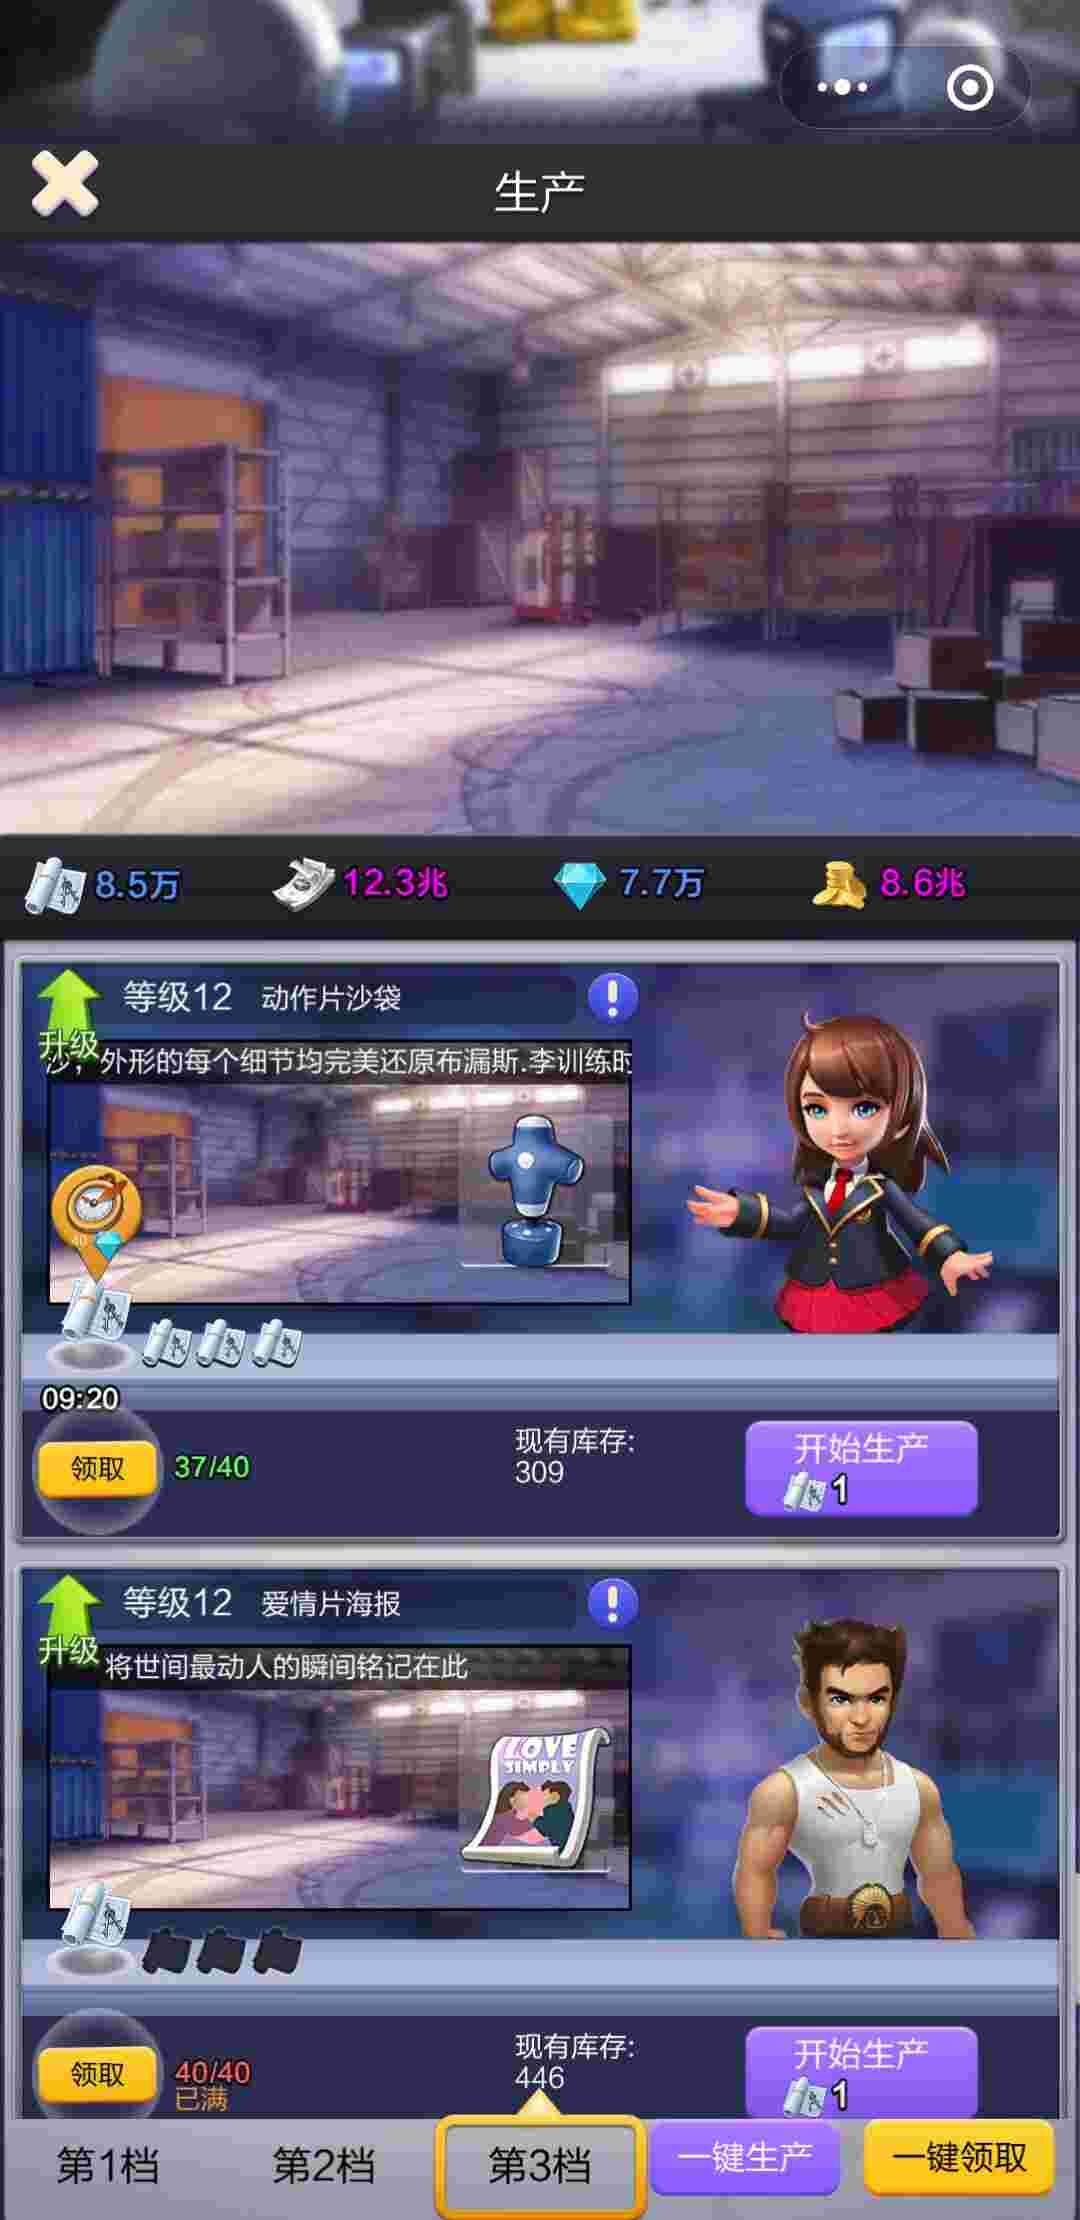 生产
8.5万
12.3兆
7.7万
8.6兆
升级
等级12 动作片沙袋
沙，外形的每个细节均完美还原布漏斯.李训练时
40
09:20
领取
37/40
现有库存:
309
开始生产
1
升级
等级12 爱情片海报
将世间最动人的瞬间铭记在此
LOVE
SIMPLY
领取
40/40
已满
现有库存:
446
开始生产
1
第1档
第2档
第3档
一键生产
一键领取